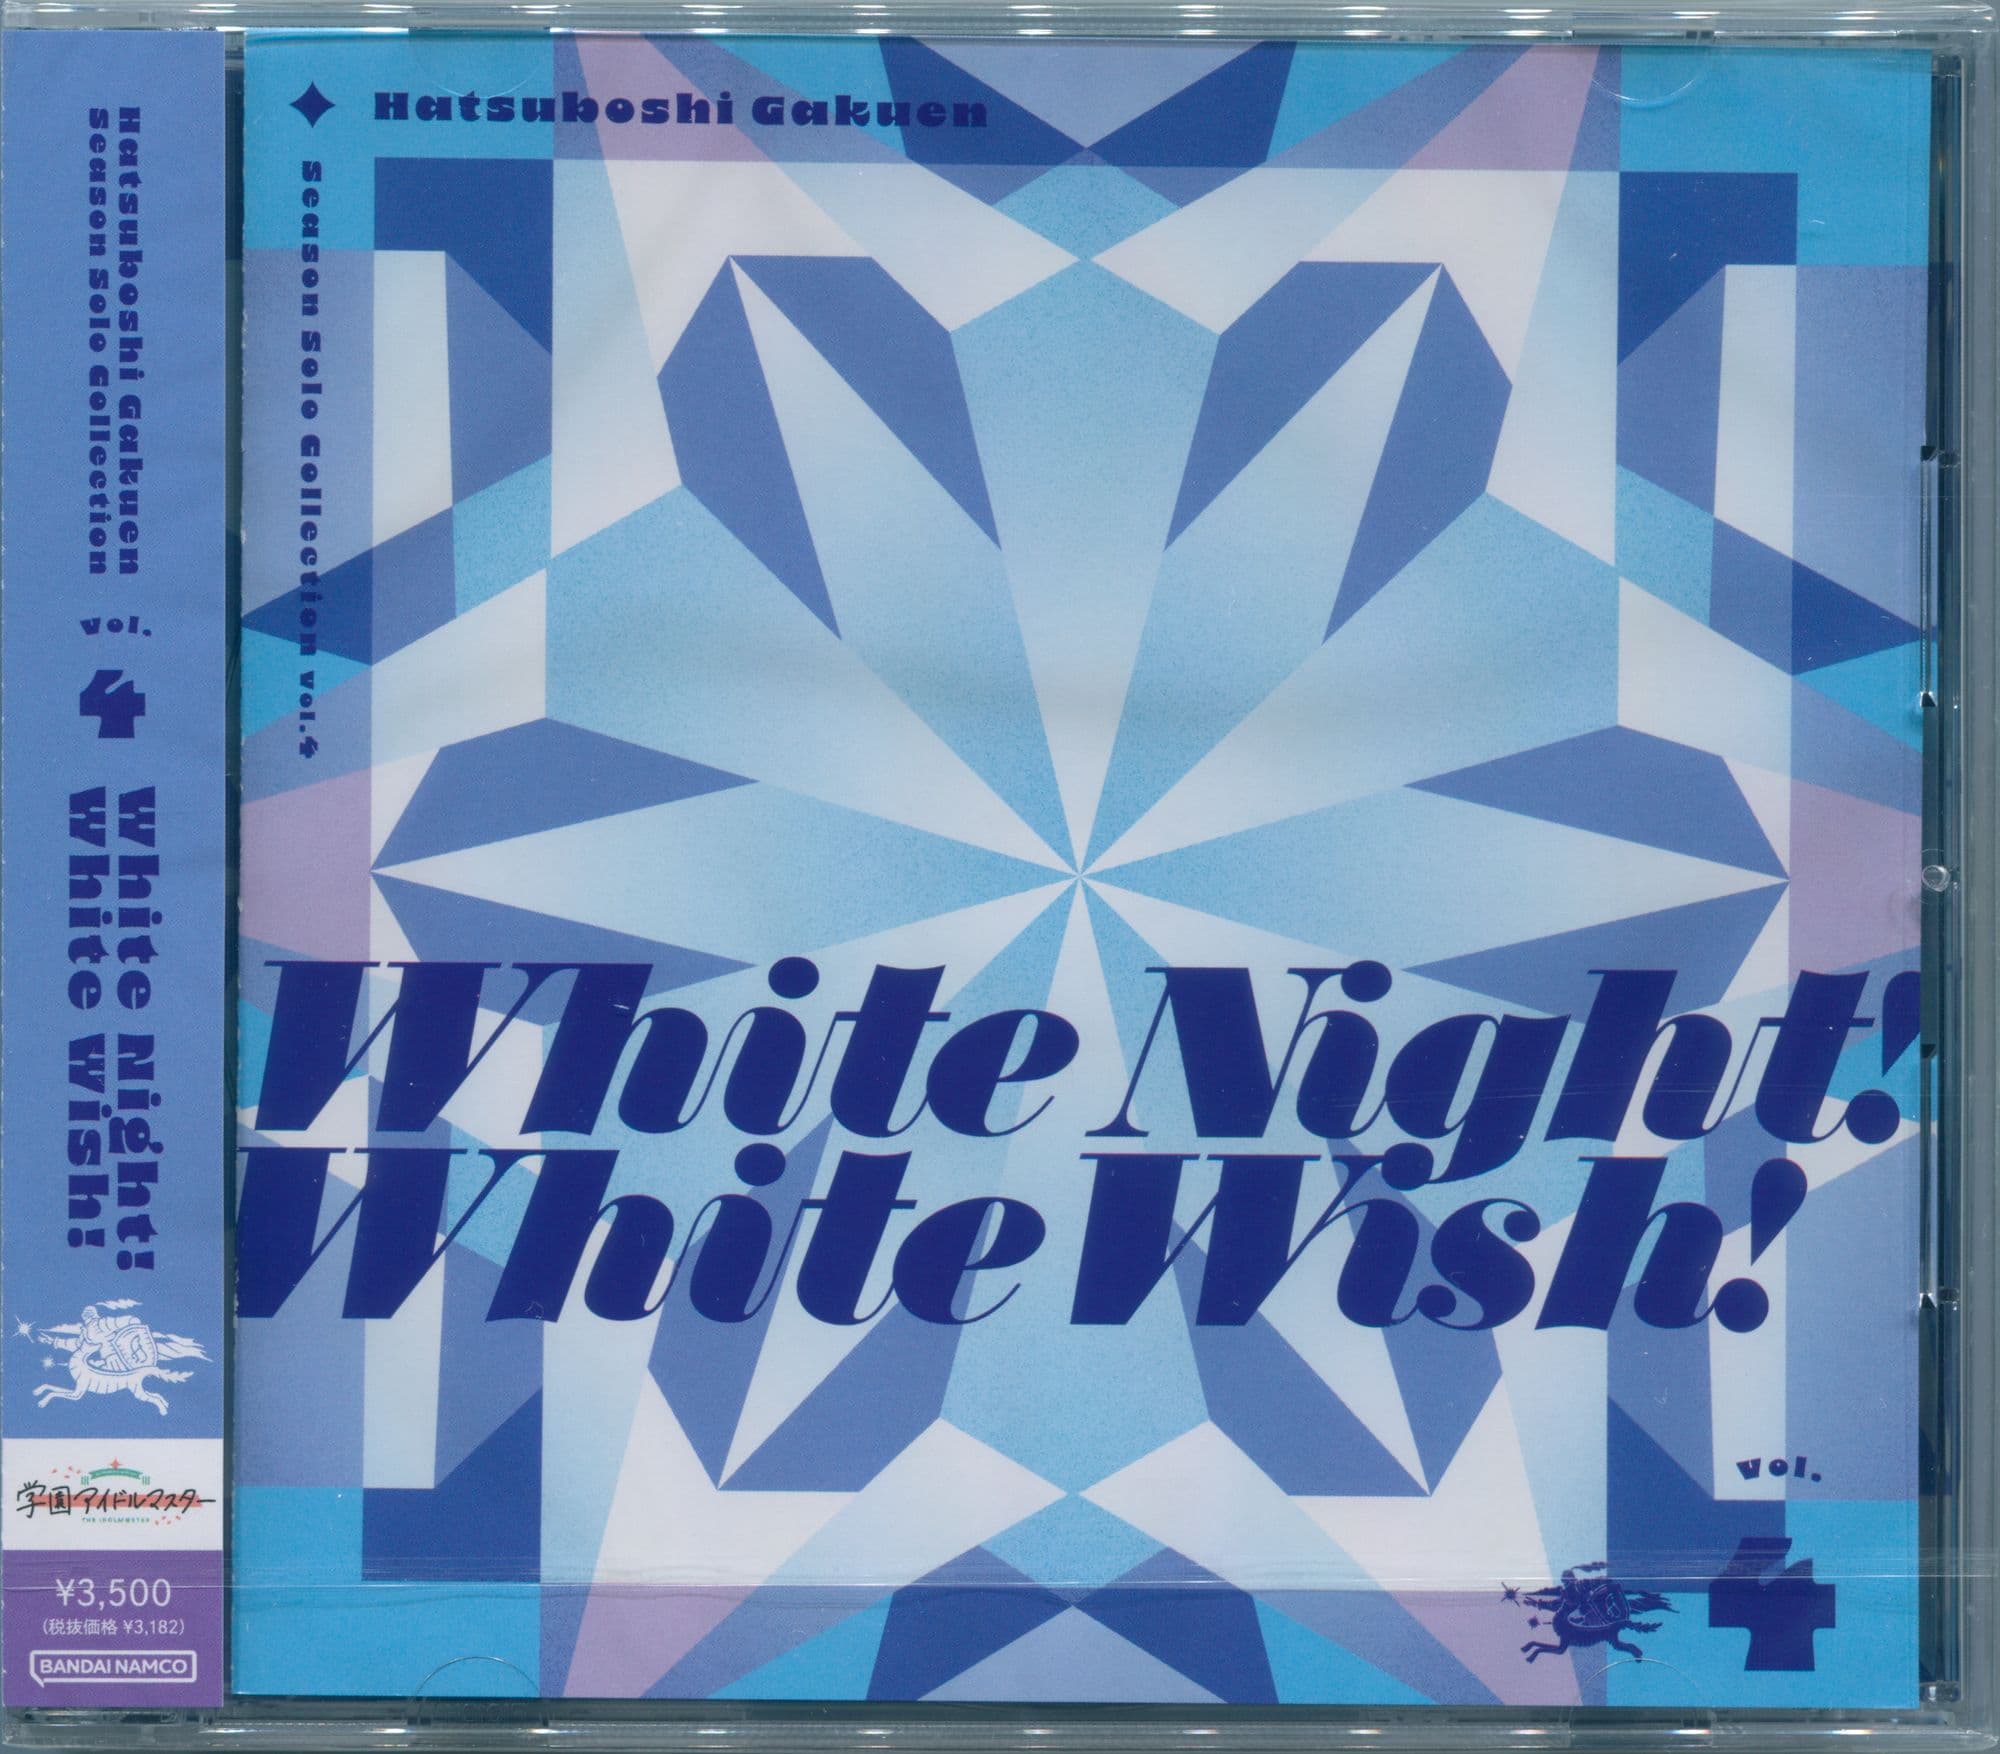 Hatsuboshi Gakuen
Season Solo Collection
vol.
4
White Night!
White Wish!
学園アイドルマスター
THE IDOLM@STER
¥3,500
(税抜価格 ¥3,182)
BANDAI NAMCO
Hatsuboshi Gakuen
Season Solo Collection vol.4
White Night!
White Wish!
vol.
4